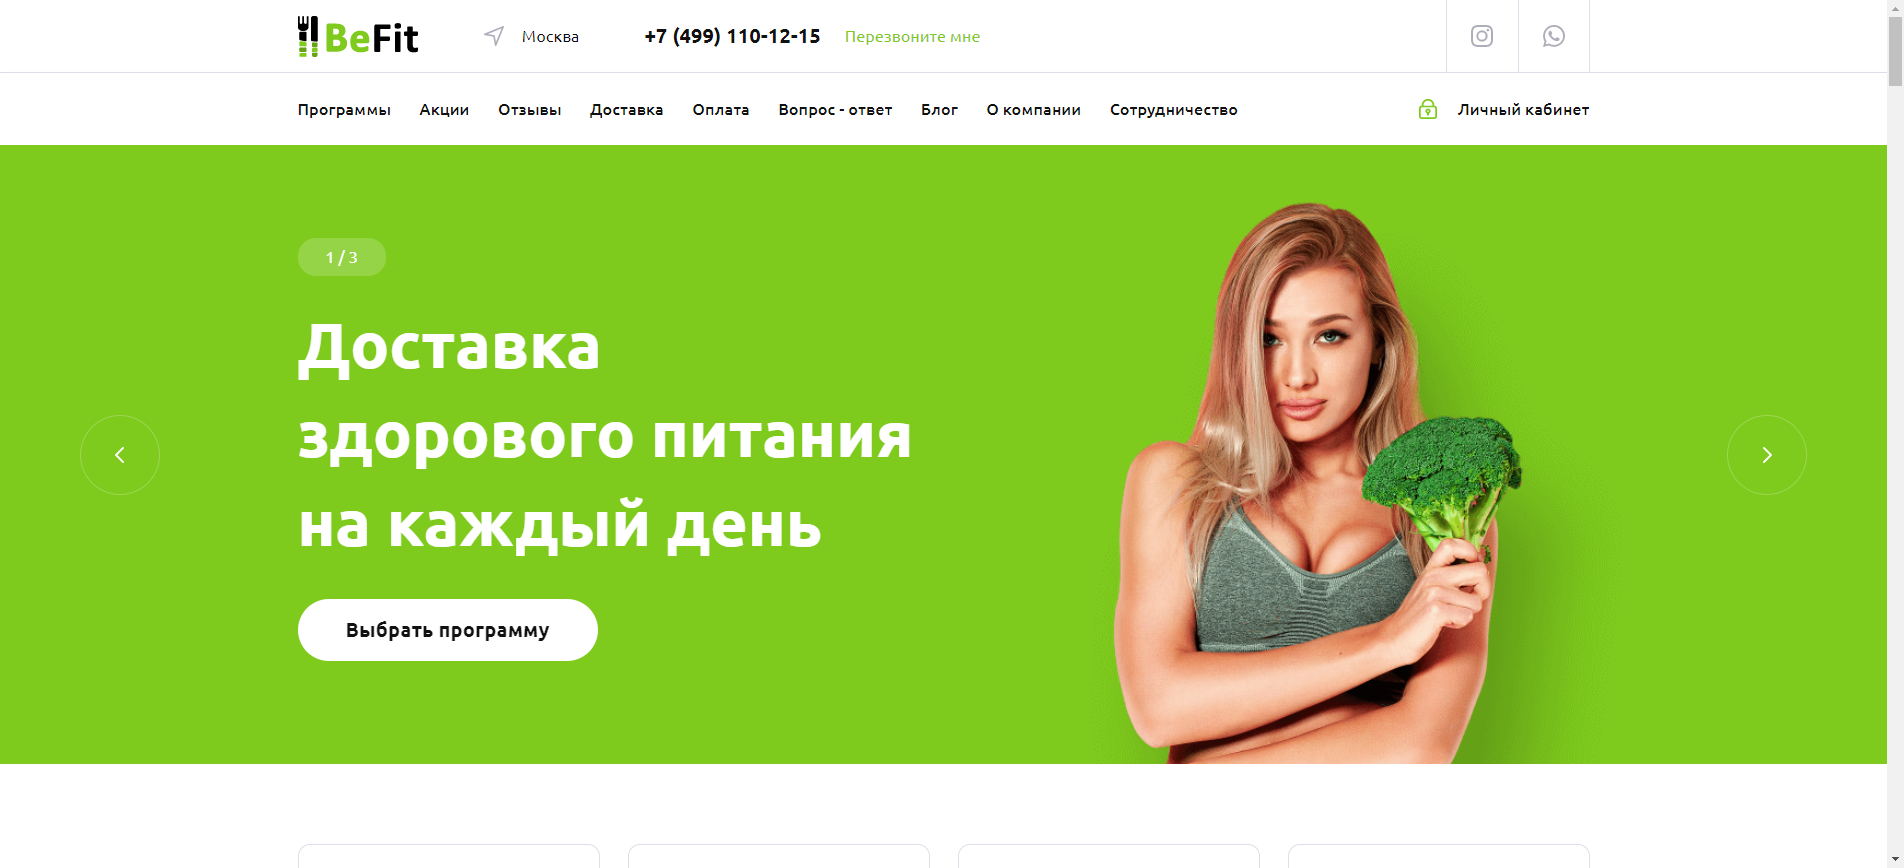 BeFit
Москва
+7 (499) 110-12-15
Перезвоните мне
Программы
Акции
Отзывы
Доставка
Оплата
Вопрос - ответ
Блог
О компании
Сотрудничество
Личный кабинет
1 / 3
Доставка
здорового питания
на каждый день
Выбрать программу